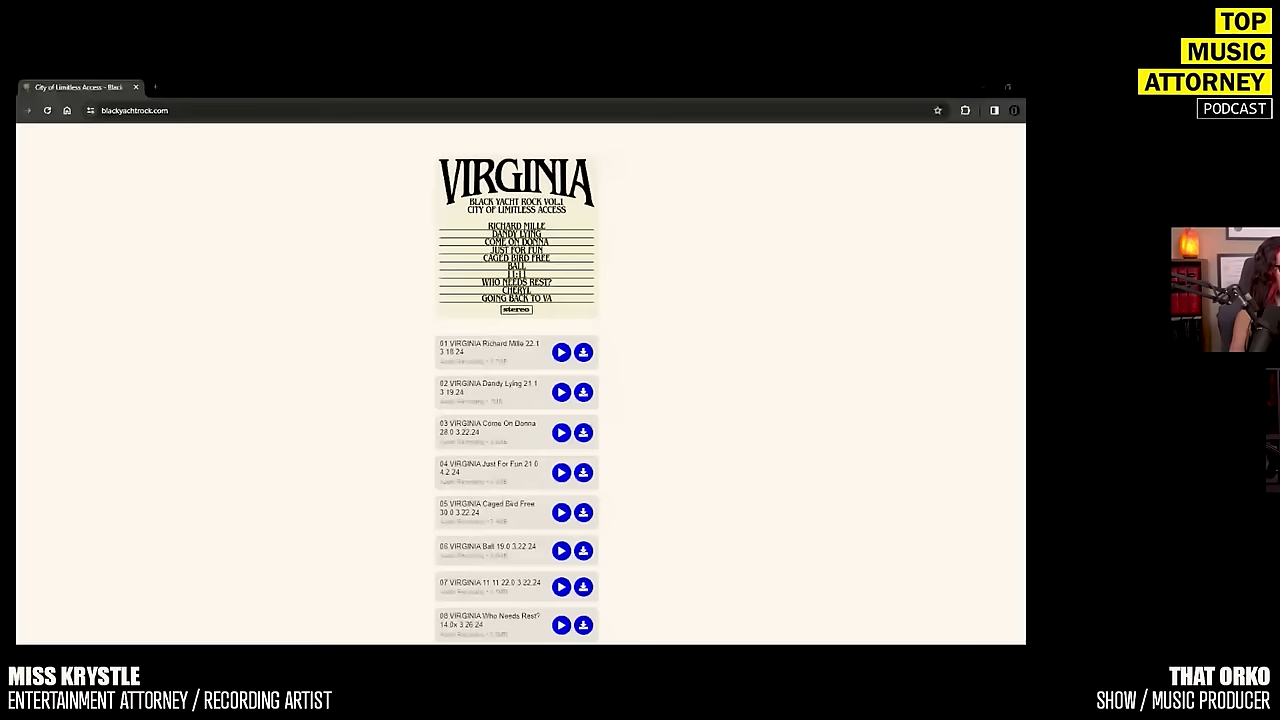 TOP
MUSIC
ATTORNEY
PODCAST
City of Limitless Access - Black
blackyachtrock.com
VIRGINIA
BLACK YACHT ROCK VOL.1
CITY OF LIMITLESS ACCESS
RICHARD MILLE
DANDY LYING
COME ON DONNA
JUST FOR FUN
CAGED BIRD FREE
BALL
11:11
WHO NEEDS REST?
CHERYL
GOING BACK TO VA
stereo
01 VIRGINIA Richard Mille 22.1
3.18.24
02 VIRGINIA Dandy Lying 21.1
3.19.24
03 VIRGINIA Come On Donna
28.0 3.22.24
04 VIRGINIA Just For Fun 21.0
4.2.24
05 VIRGINIA Caged Bird Free
30.0 3.22.24
06 VIRGINIA Ball 19.0 3.22.24
07 VIRGINIA 11 11 22.0 3.22.24
08 VIRGINIA Who Needs Rest?
14.0x 3.26.24
MISS KRYSTLE
ENTERTAINMENT ATTORNEY / RECORDING ARTIST
THAT ORKO
SHOW / MUSIC PRODUCER